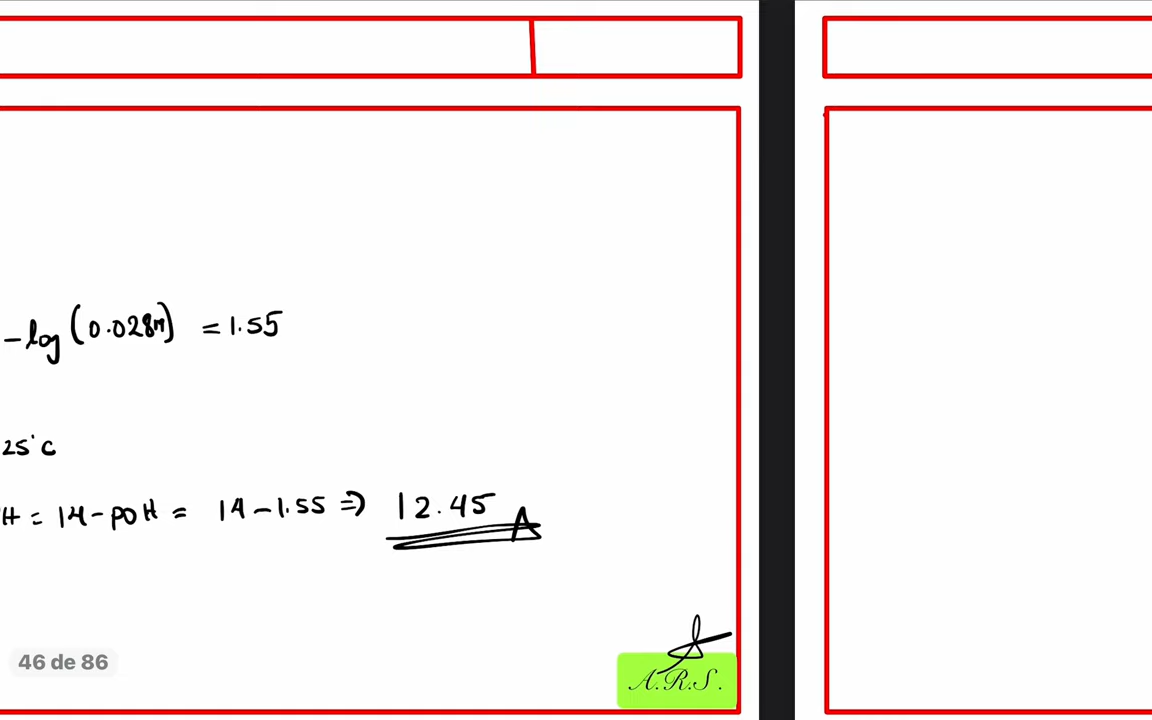 -log (0.028M) = 1.55
25°C
H = 14 - pOH = 14 - 1.55 ⇒ 12.45 A
46 de 86
A.R.S.